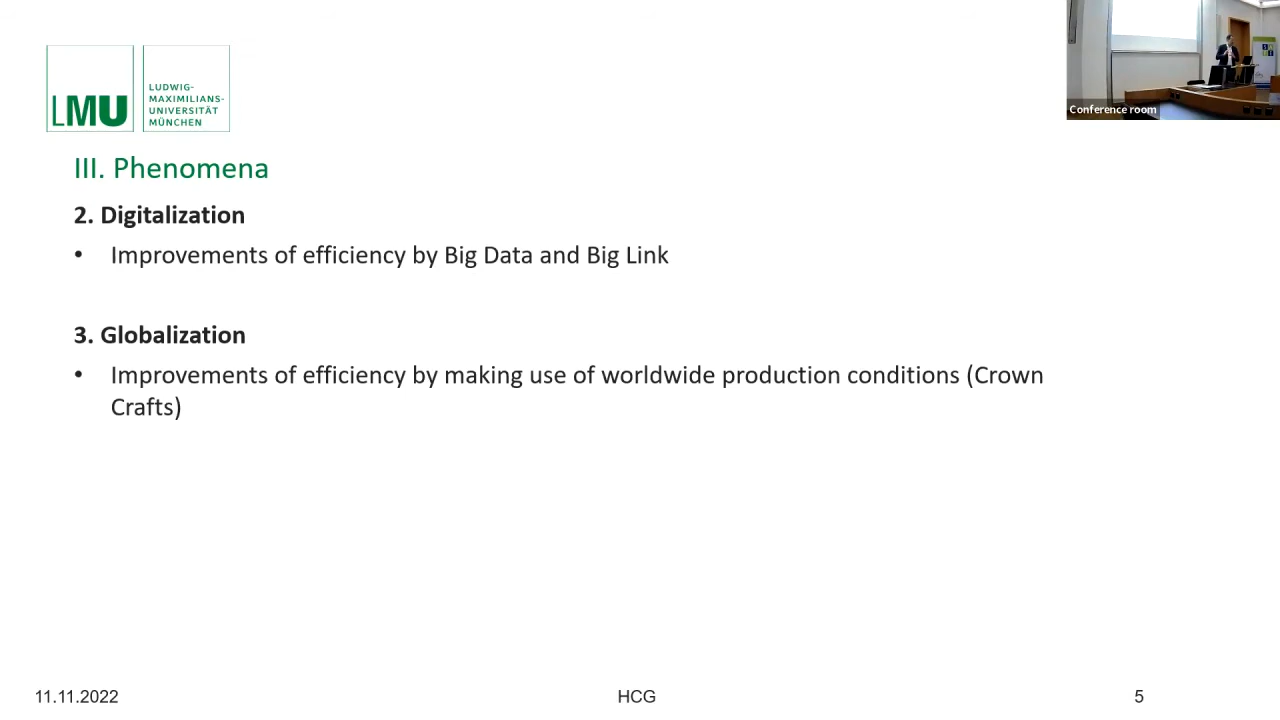 LMU
LUDWIG-
MAXIMILIANS-
UNIVERSITÄT
MÜNCHEN
Conference room
III. Phenomena
2. Digitalization
• Improvements of efficiency by Big Data and Big Link
3. Globalization
• Improvements of efficiency by making use of worldwide production conditions (Crown
Crafts)
11.11.2022
HCG
5